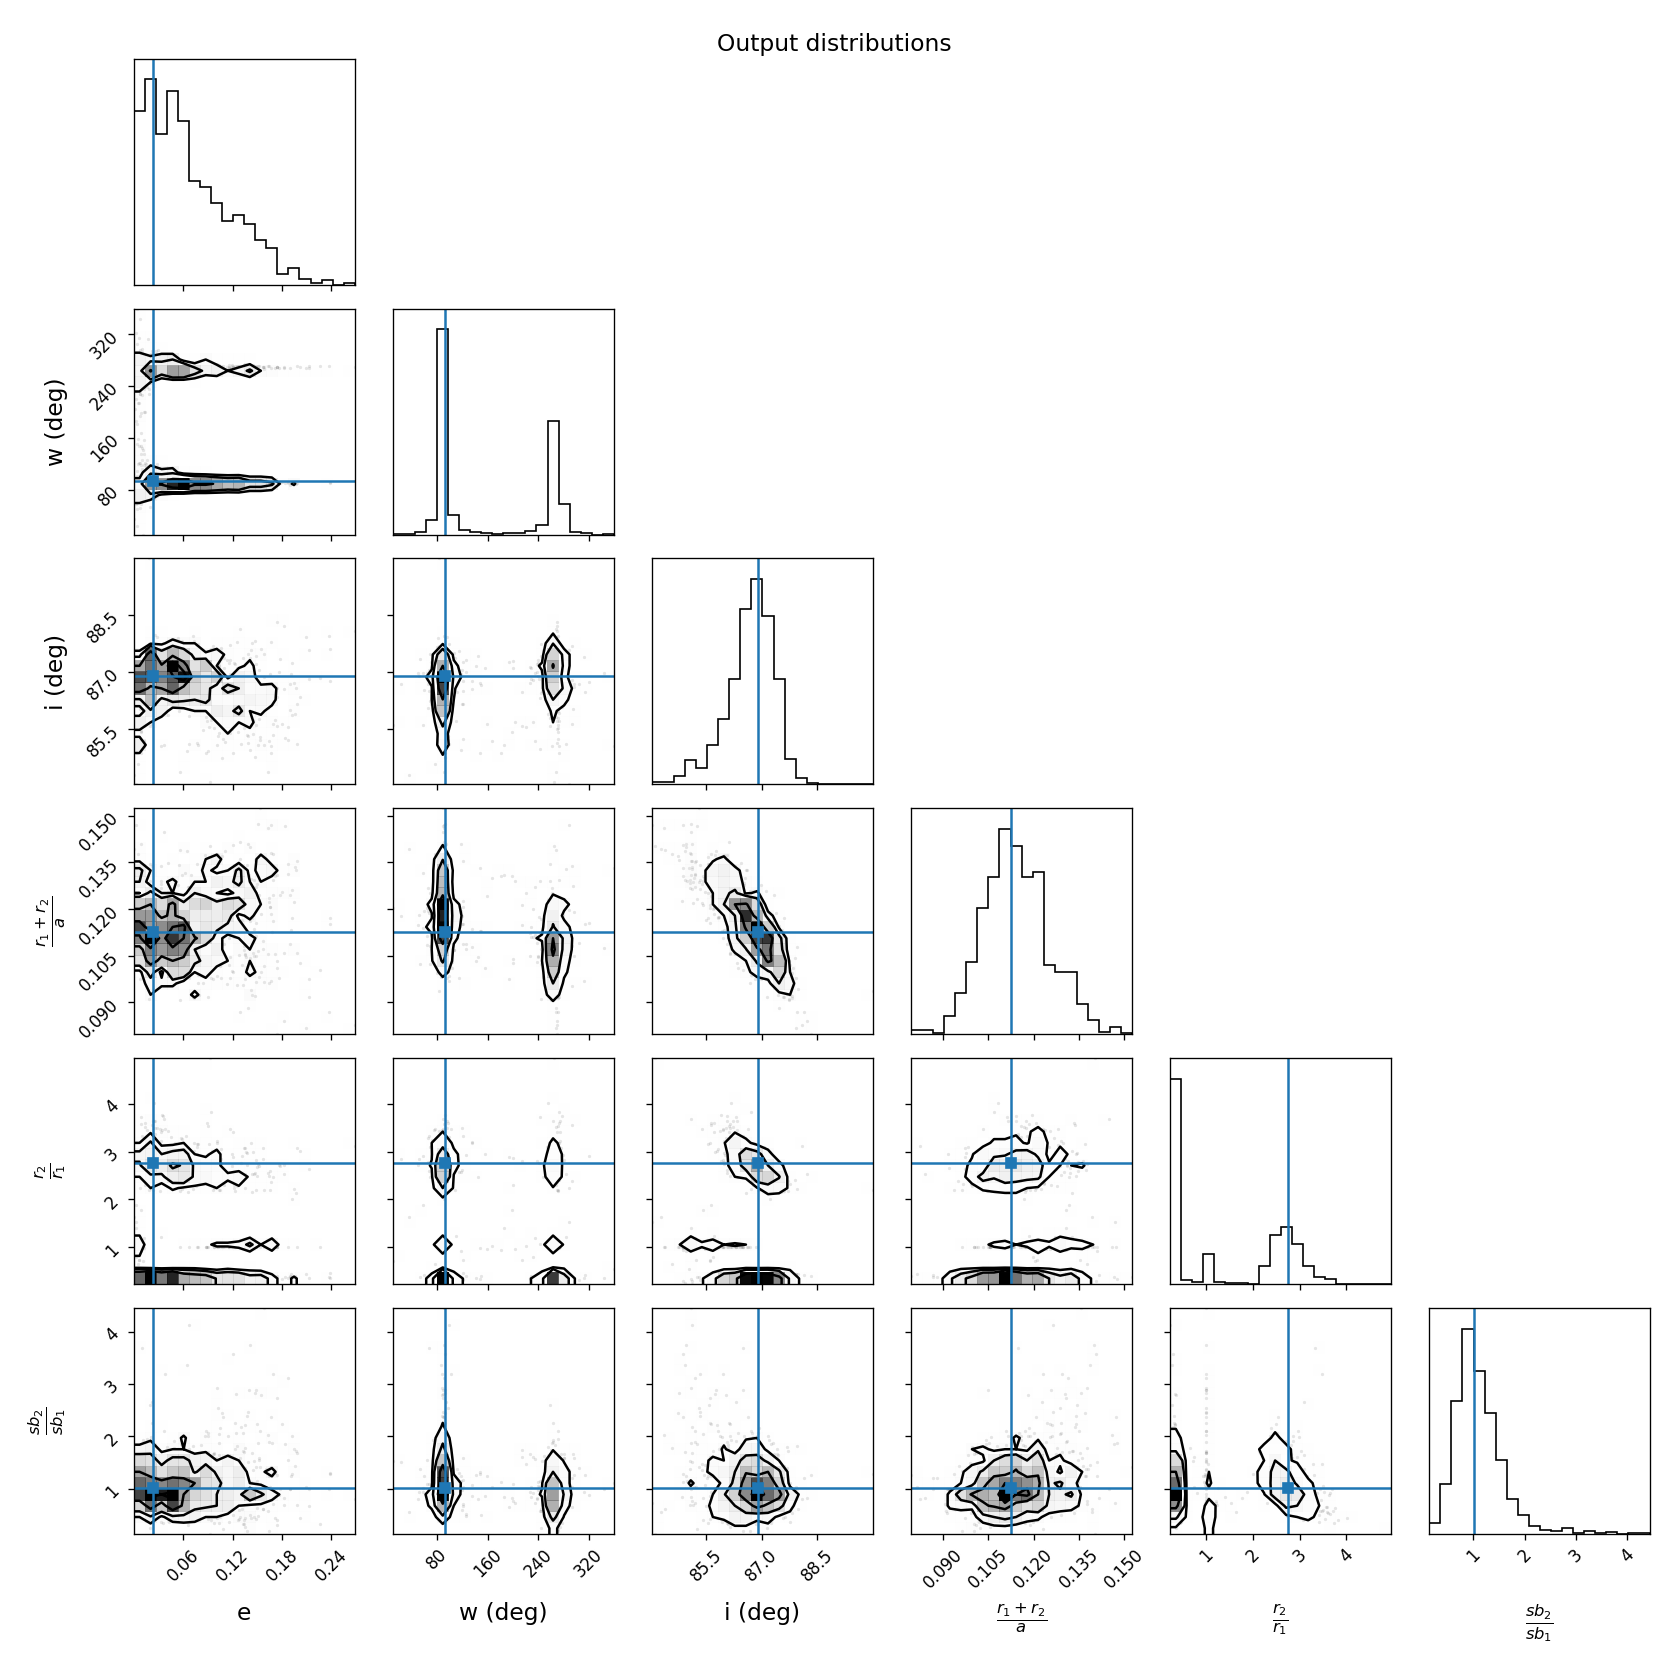 Output distributions
w (deg)
320
240
160
80
i (deg)
88.5
87.0
85.5
r₁ + r₂
a
0.150
0.135
0.120
0.105
0.090
r₂
r₁
4
3
2
1
sb₂
sb₁
4
3
2
1
0.06 0.12 0.18 0.24
80 160 240 320
85.5 87.0 88.5
0.090 0.105 0.120 0.135 0.150
1 2 3 4
1 2 3 4
e
w (deg)
i (deg)
r₁ + r₂
a
r₂
r₁
sb₂
sb₁